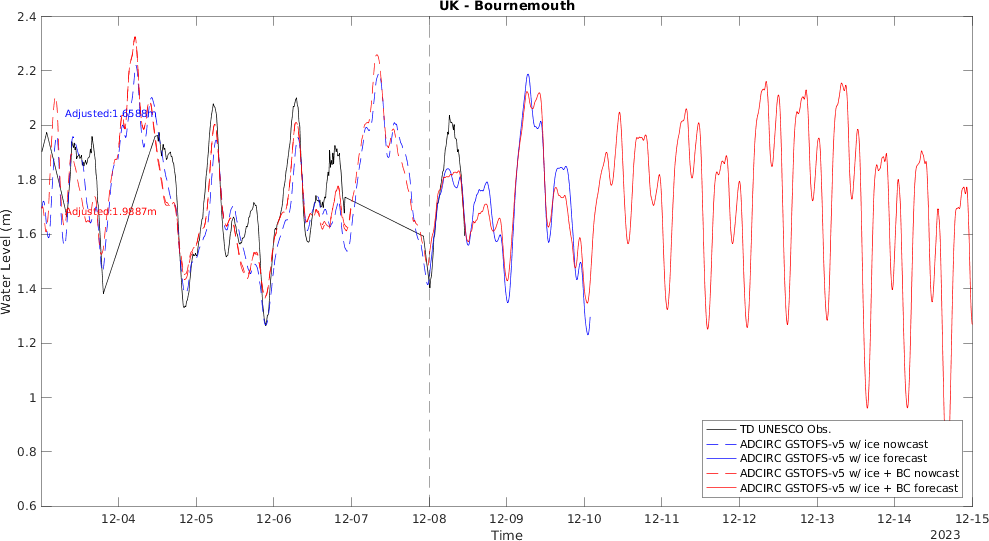 UK - Bournemouth
2.4
2.2
2
1.8
1.6
1.4
1.2
1
0.8
0.6
Water Level (m)
Adjusted:1.6588m
Adjusted:1.9887m
TD UNESCO Obs.
ADCIRC GSTOFS-v5 w/ ice nowcast
ADCIRC GSTOFS-v5 w/ ice forecast
ADCIRC GSTOFS-v5 w/ ice + BC nowcast
ADCIRC GSTOFS-v5 w/ ice + BC forecast
12-04 12-05 12-06 12-07 12-08 12-09 12-10 12-11 12-12 12-13 12-14 12-15
Time
2023